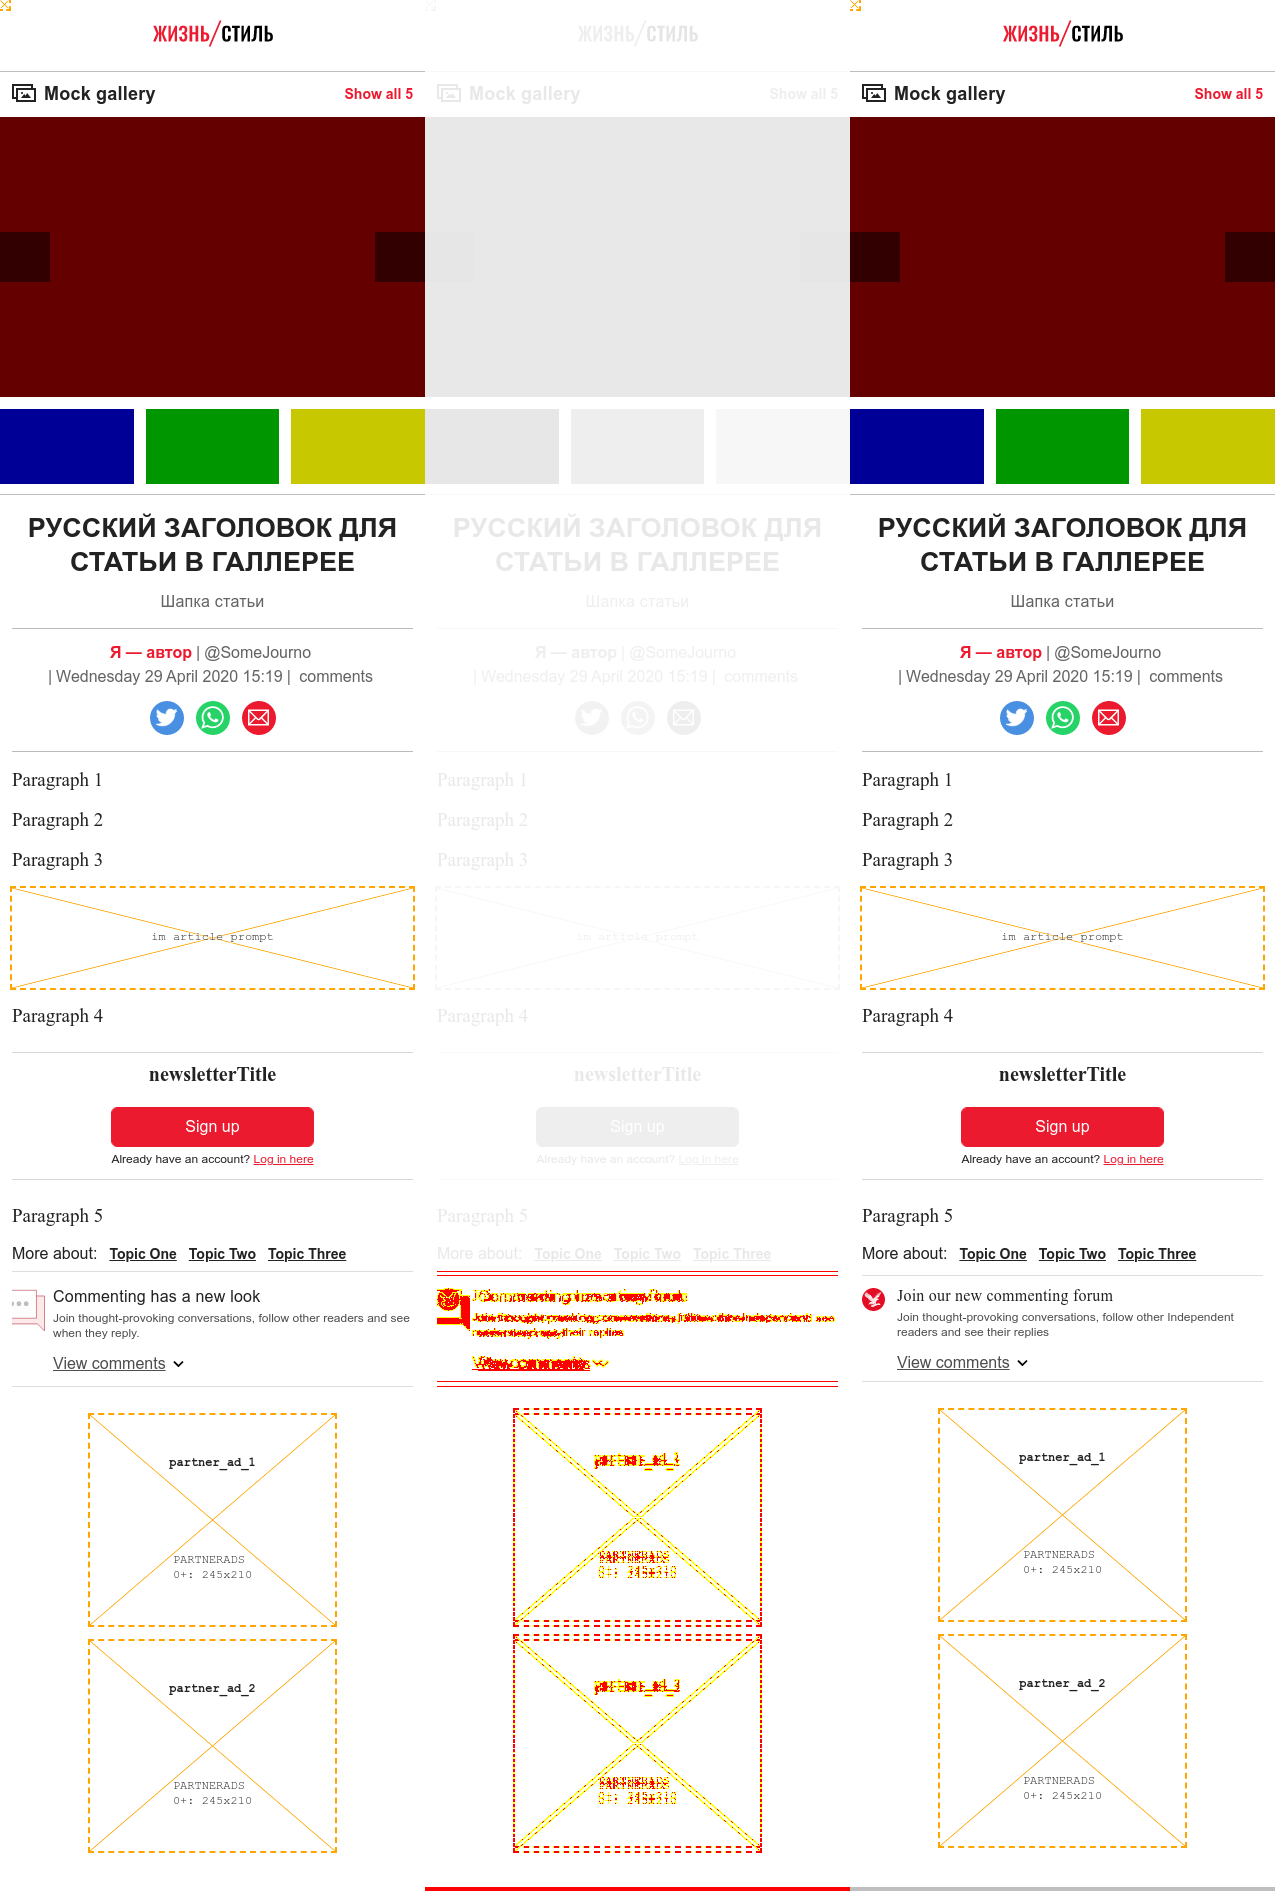 ЖИЗНЬ/СТИЛЬ
Mock gallery
Show all 5
РУССКИЙ ЗАГОЛОВОК ДЛЯ
СТАТЬИ В ГАЛЛЕРЕЕ
Шапка статьи
Я — автор | @SomeJourno
| Wednesday 29 April 2020 15:19 | comments
Paragraph 1
Paragraph 2
Paragraph 3
im article prompt
Paragraph 4
newsletterTitle
Sign up
Already have an account? Log in here
Paragraph 5
More about: Topic One Topic Two Topic Three
Commenting has a new look
Join thought-provoking conversations, follow other readers and see
when they reply.
View comments
partner_ad_1
PARTNERADS
0+: 245x210
partner_ad_2
PARTNERADS
0+: 245x210
ЖИЗНЬ/СТИЛЬ
Mock gallery
Show all 5
РУССКИЙ ЗАГОЛОВОК ДЛЯ
СТАТЬИ В ГАЛЛЕРЕЕ
Шапка статьи
Я — автор | @SomeJourno
| Wednesday 29 April 2020 15:19 | comments
Paragraph 1
Paragraph 2
Paragraph 3
im article prompt
Paragraph 4
newsletterTitle
Sign up
Already have an account? Log in here
Paragraph 5
More about: Topic One Topic Two Topic Three
ЖИЗНЬ/СТИЛЬ
Mock gallery
Show all 5
РУССКИЙ ЗАГОЛОВОК ДЛЯ
СТАТЬИ В ГАЛЛЕРЕЕ
Шапка статьи
Я — автор | @SomeJourno
| Wednesday 29 April 2020 15:19 | comments
Paragraph 1
Paragraph 2
Paragraph 3
im article prompt
Paragraph 4
newsletterTitle
Sign up
Already have an account? Log in here
Paragraph 5
More about: Topic One Topic Two Topic Three
Join our new commenting forum
Join thought-provoking conversations, follow other Independent
readers and see their replies
View comments
partner_ad_1
PARTNERADS
0+: 245x210
partner_ad_2
PARTNERADS
0+: 245x210